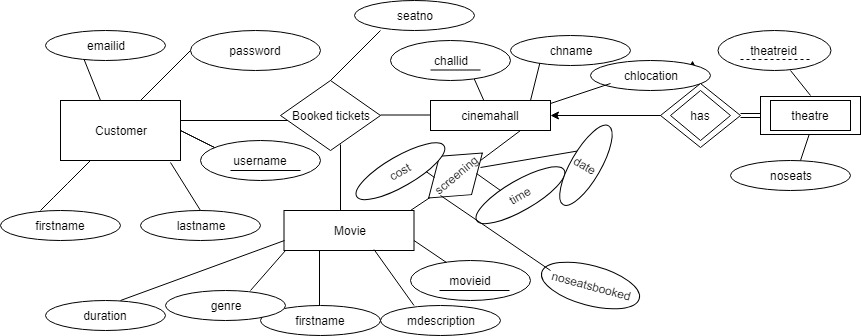 seatno
emailid
password
challid
chname
chlocation
theatreid
Customer
Booked tickets
cinemahall
has
theatre
username
cost
screening
date
time
noseats
firstname
lastname
Movie
movieid
noseatsbooked
duration
genre
firstname
mdescription